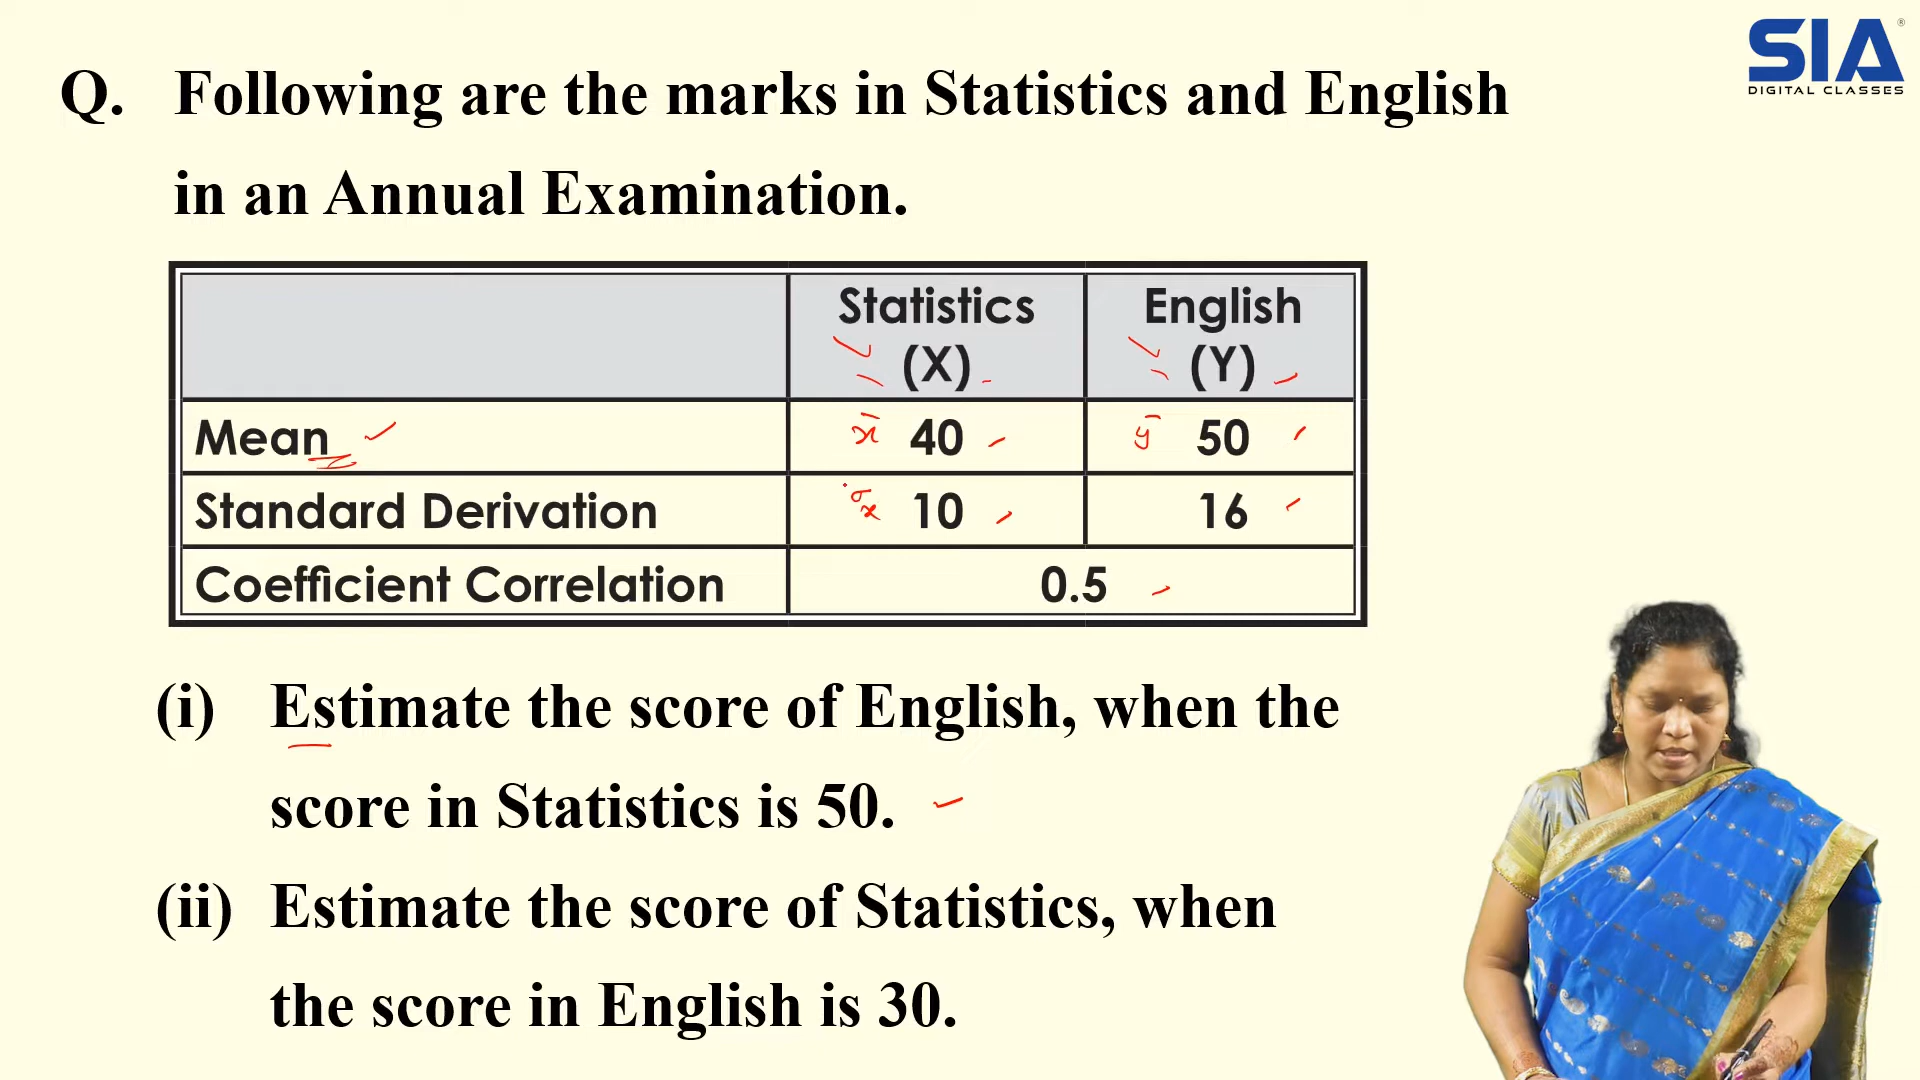 SIA®
DIGITAL CLASSES
Q. Following are the marks in Statistics and English
in an Annual Examination.
Statistics (X) English (Y)
Mean x̄ 40 ȳ 50
Standard Derivation σx 10 16
Coefficient Correlation 0.5
(i) Estimate the score of English, when the
score in Statistics is 50.
(ii) Estimate the score of Statistics, when
the score in English is 30.